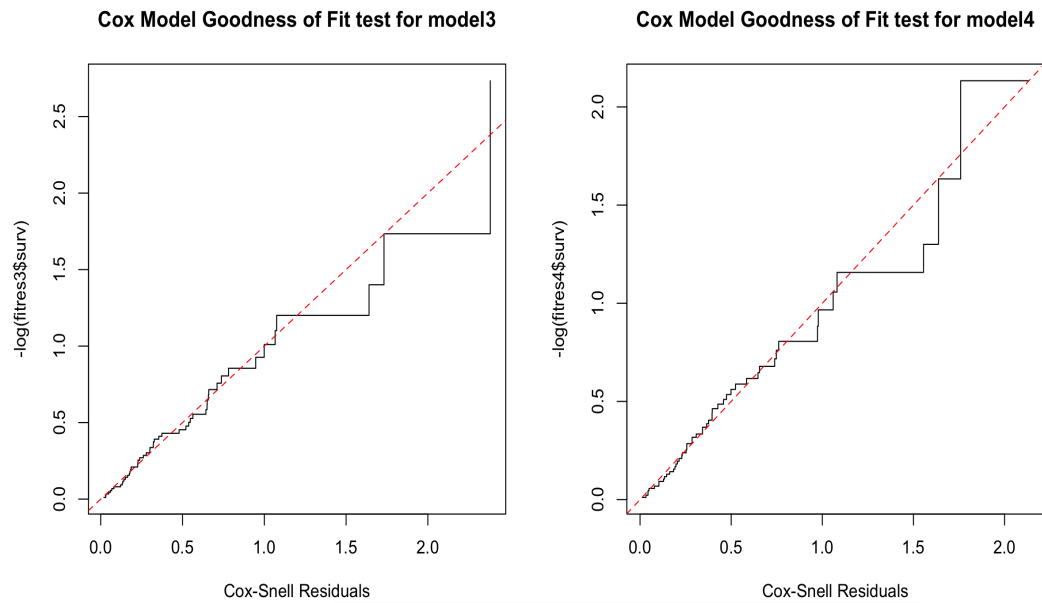 Cox Model Goodness of Fit test for model3
-log(fitres3$surv)
2.5
2.0
1.5
1.0
0.5
0.0
0.0 0.5 1.0 1.5 2.0
Cox-Snell Residuals
Cox Model Goodness of Fit test for model4
-log(fitres4$surv)
2.0
1.5
1.0
0.5
0.0
0.0 0.5 1.0 1.5 2.0
Cox-Snell Residuals